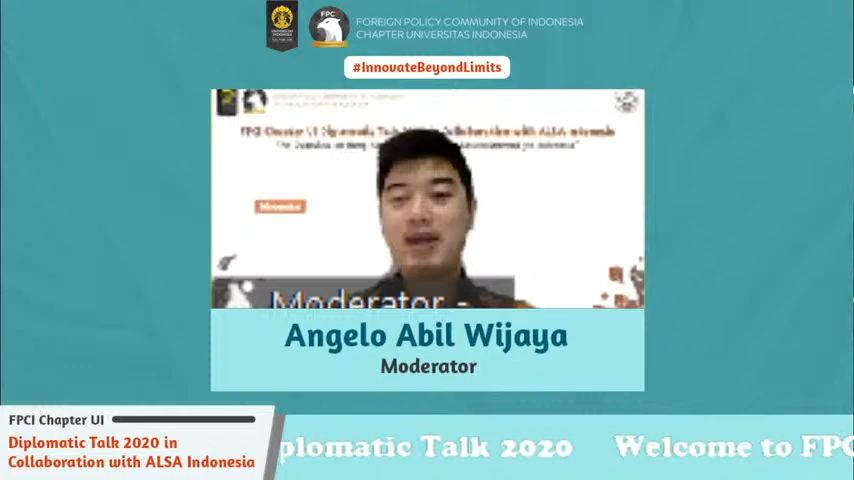 FPC
FOREIGN POLICY COMMUNITY OF INDONESIA
CHAPTER UNIVERSITAS INDONESIA
#InnovateBeyondLimits
FPCI Chapter UI Diplomatic Talk 2020 in Collaboration with ALSA Indonesia
Moderator
Moderator -
Angelo Abil Wijaya
Moderator
FPCI Chapter UI
Diplomatic Talk 2020 in
Collaboration with ALSA Indonesia
plomatic Talk 2020 Welcome to FPC